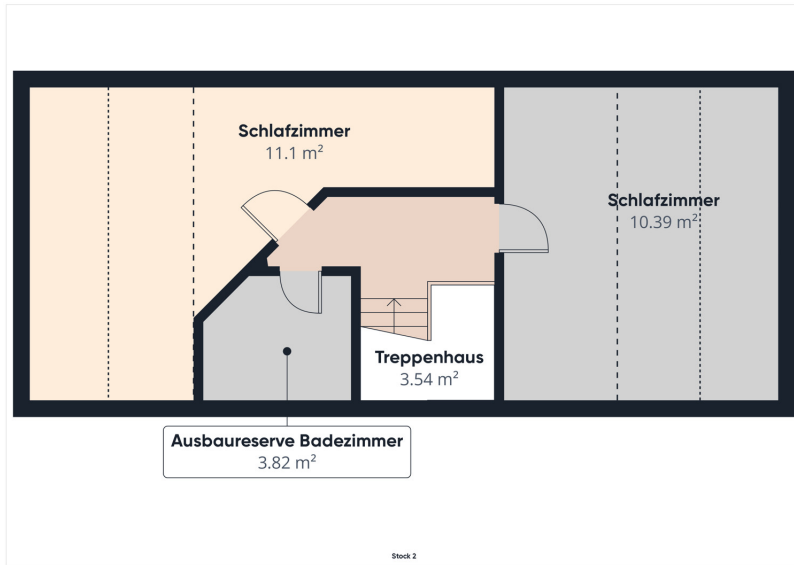 Schlafzimmer
11.1 m²
Schlafzimmer
10.39 m²
Treppenhaus
3.54 m²
Ausbaureserve Badezimmer
3.82 m²
Stock 2